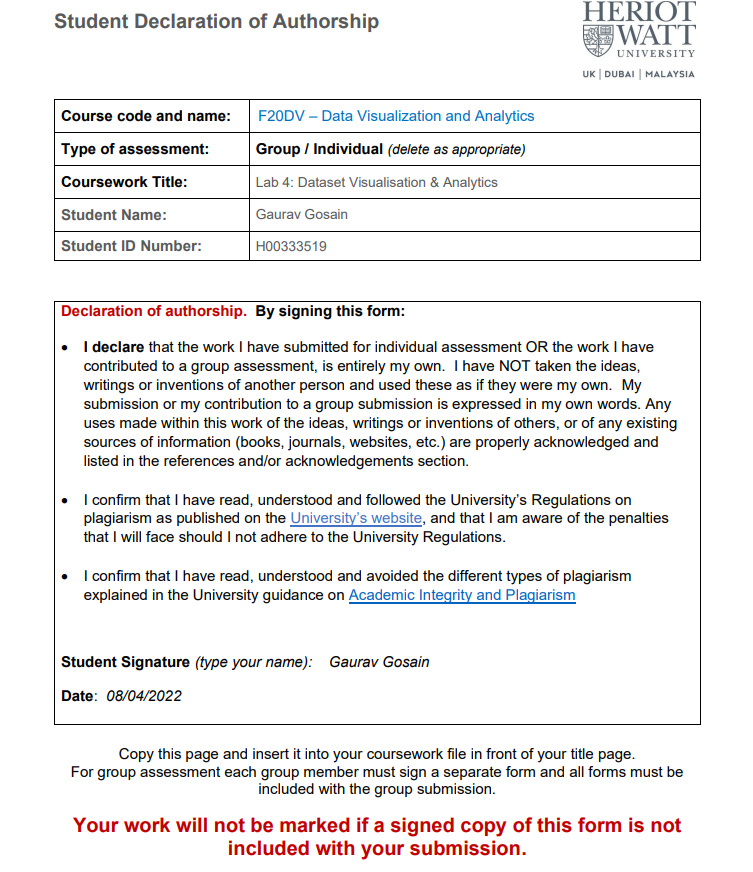 Student Declaration of Authorship
HERIOT
WATT
UNIVERSITY
UK | DUBAI | MALAYSIA
Course code and name: F20DV – Data Visualization and Analytics
Type of assessment: Group / Individual (delete as appropriate)
Coursework Title: Lab 4: Dataset Visualisation & Analytics
Student Name: Gaurav Gosain
Student ID Number: H00333519
Declaration of authorship. By signing this form:
• I declare that the work I have submitted for individual assessment OR the work I have
contributed to a group assessment, is entirely my own. I have NOT taken the ideas,
writings or inventions of another person and used these as if they were my own. My
submission or my contribution to a group submission is expressed in my own words. Any
uses made within this work of the ideas, writings or inventions of others, or of any existing
sources of information (books, journals, websites, etc.) are properly acknowledged and
listed in the references and/or acknowledgements section.
• I confirm that I have read, understood and followed the University's Regulations on
plagiarism as published on the University's website, and that I am aware of the penalties
that I will face should I not adhere to the University Regulations.
• I confirm that I have read, understood and avoided the different types of plagiarism
explained in the University guidance on Academic Integrity and Plagiarism
Student Signature (type your name): Gaurav Gosain
Date: 08/04/2022
Copy this page and insert it into your coursework file in front of your title page.
For group assessment each group member must sign a separate form and all forms must be
included with the group submission.
Your work will not be marked if a signed copy of this form is not
included with your submission.